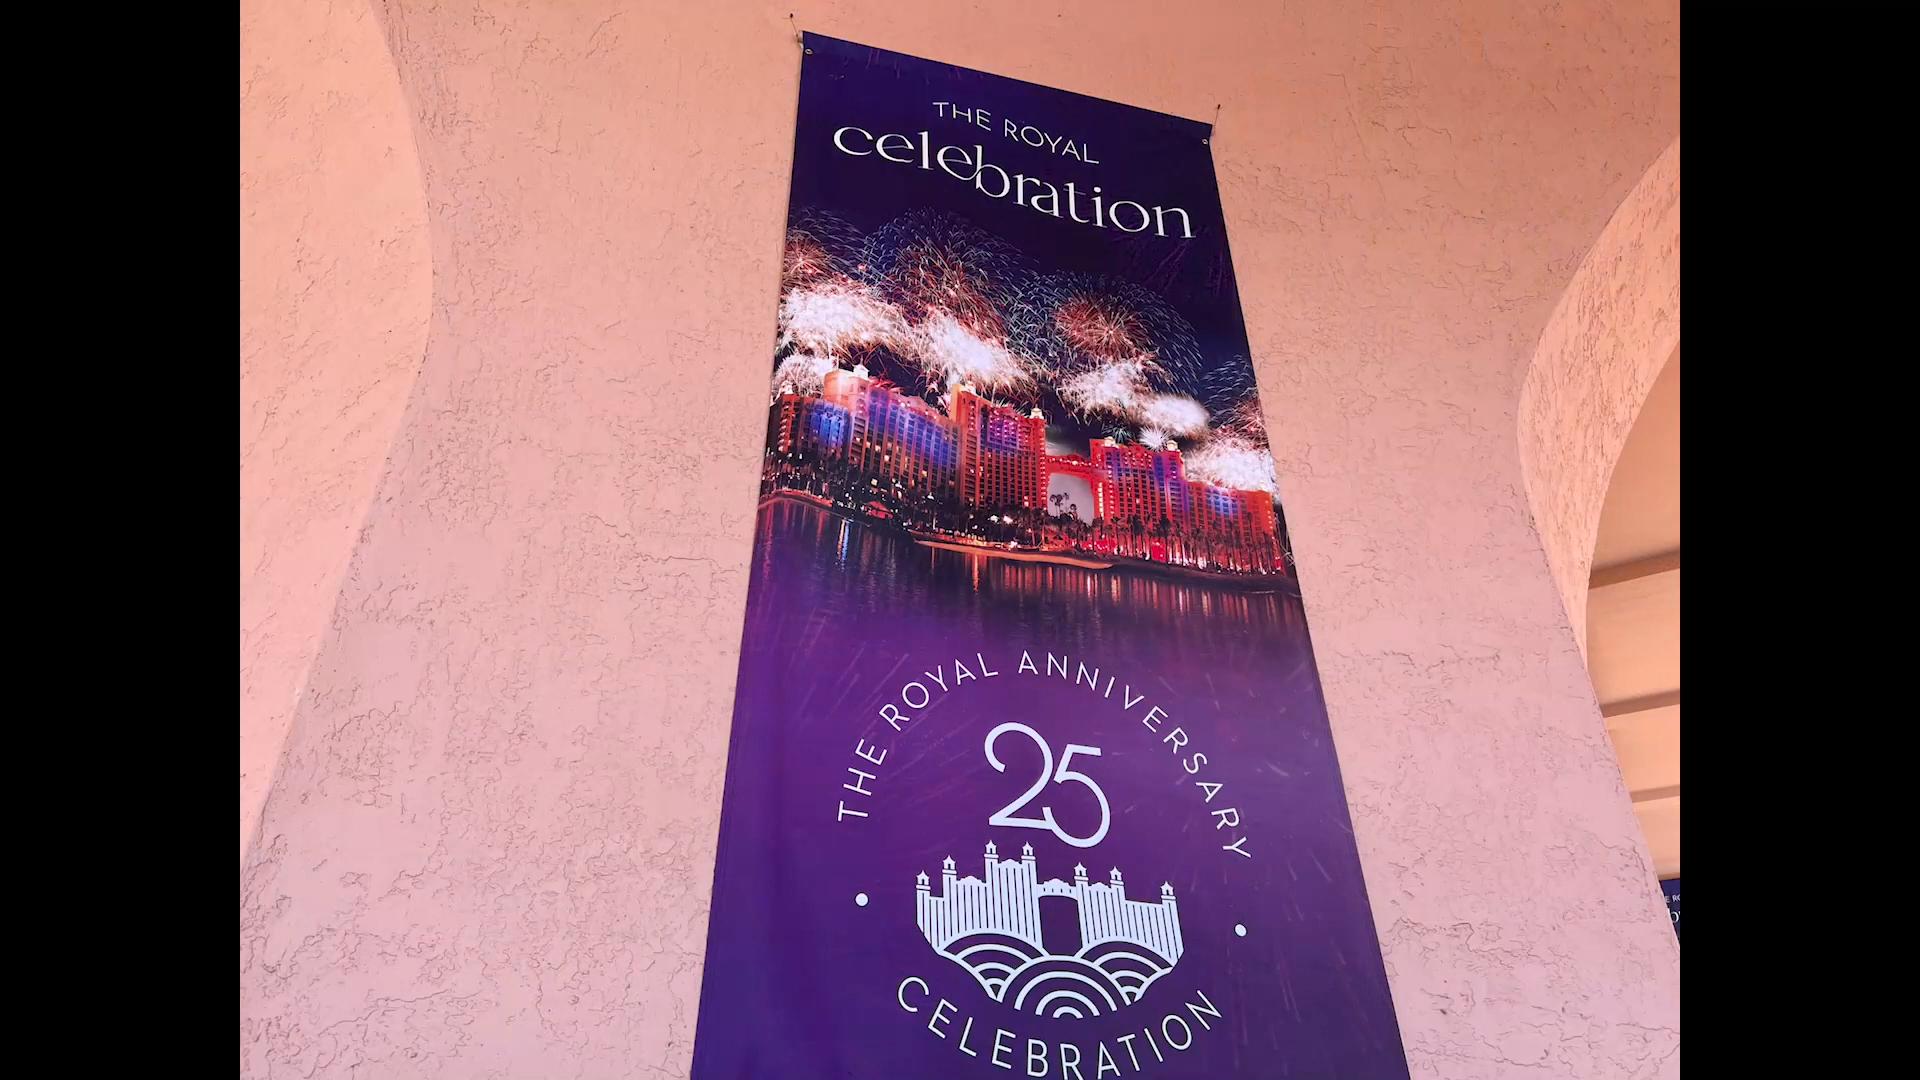 THE ROYAL
celebration
THE ROYAL ANNIVERSARY
25
CELEBRATION